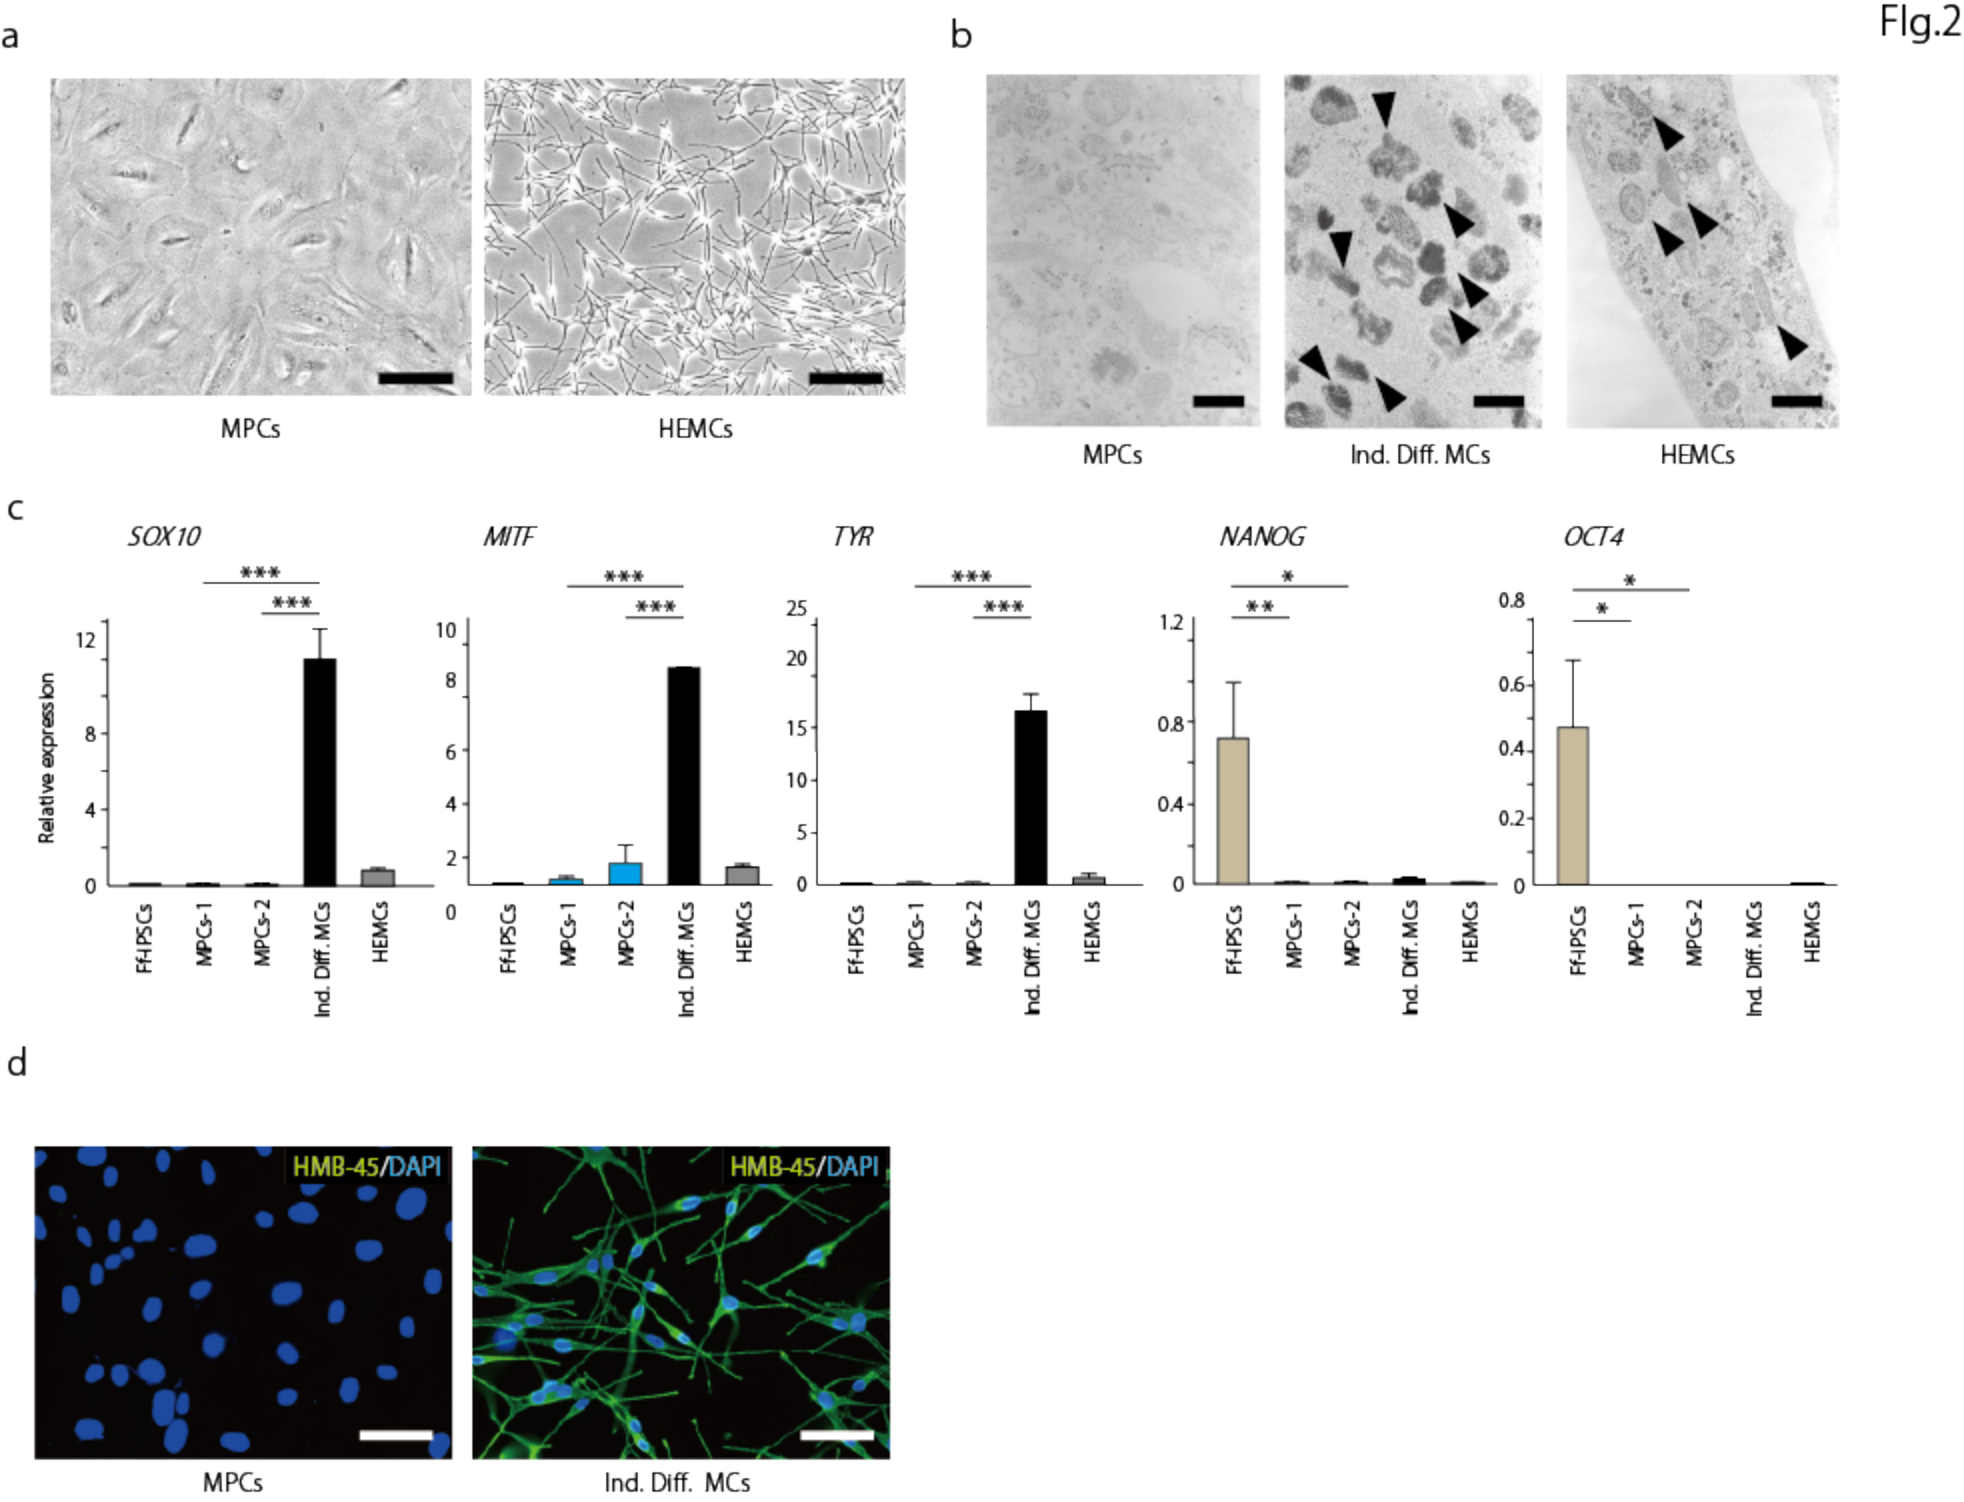 FIg.2
a
MPCs
HEMCs
b
MPCs
Ind. Diff. MCs
HEMCs
c
Relative expression
SOX10
***
***
12
8
4
0
Ff-iPSCs
MPCs-1
MPCs-2
Ind. Diff. MCs
HEMCs
MITF
***
***
10
8
6
4
2
0
Ff-iPSCs
MPCs-1
MPCs-2
Ind. Diff. MCs
HEMCs
TYR
***
***
25
20
15
10
5
0
Ff-iPSCs
MPCs-1
MPCs-2
Ind. Diff. MCs
HEMCs
NANOG
*
**
1.2
0.8
0.4
0
Ff-iPSCs
MPCs-1
MPCs-2
Ind. Diff. MCs
HEMCs
OCT4
*
*
0.8
0.6
0.4
0.2
0
Ff-iPSCs
MPCs-1
MPCs-2
Ind. Diff. MCs
HEMCs
d
HMB-45/DAPI
HMB-45/DAPI
MPCs
Ind. Diff. MCs